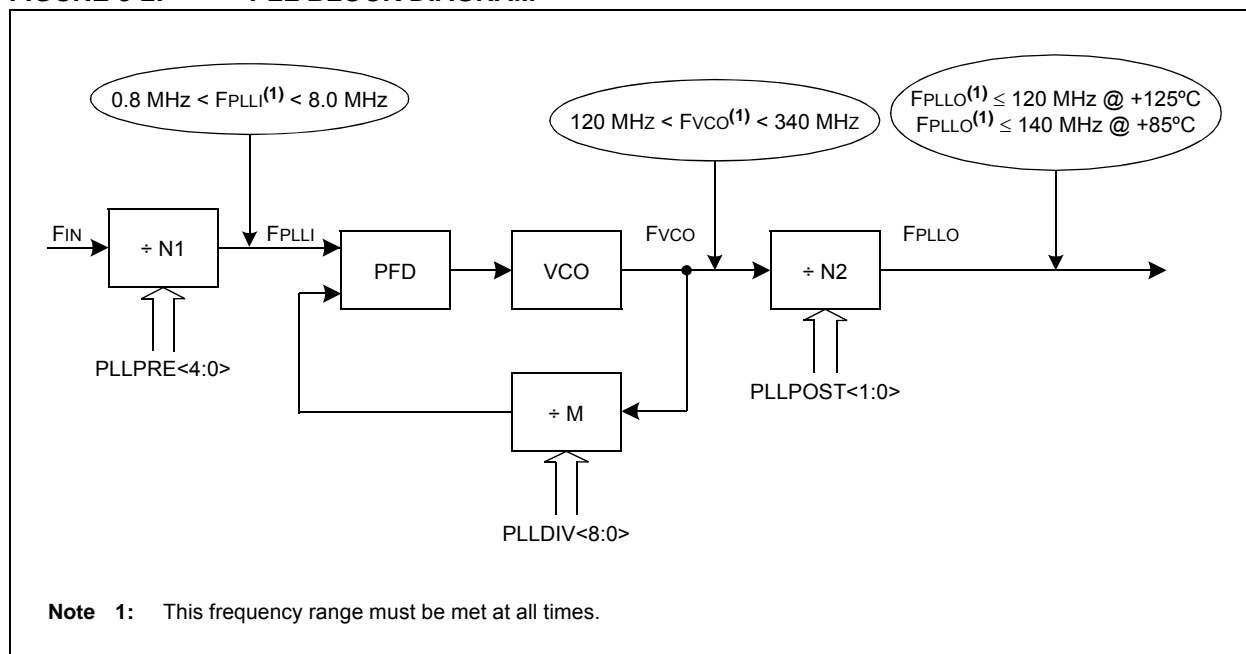 0.8 MHz < FPLLI(1) < 8.0 MHz
120 MHz < FVCO(1) < 340 MHz
FPLLO(1) ≤ 120 MHz @ +125ºC
FPLLO(1) ≤ 140 MHz @ +85ºC
FIN
÷ N1
FPLLI
PFD
VCO
FVCO
÷ N2
FPLLO
PLLPRE<4:0>
÷ M
PLLPOST<1:0>
PLLDIV<8:0>
Note 1: This frequency range must be met at all times.